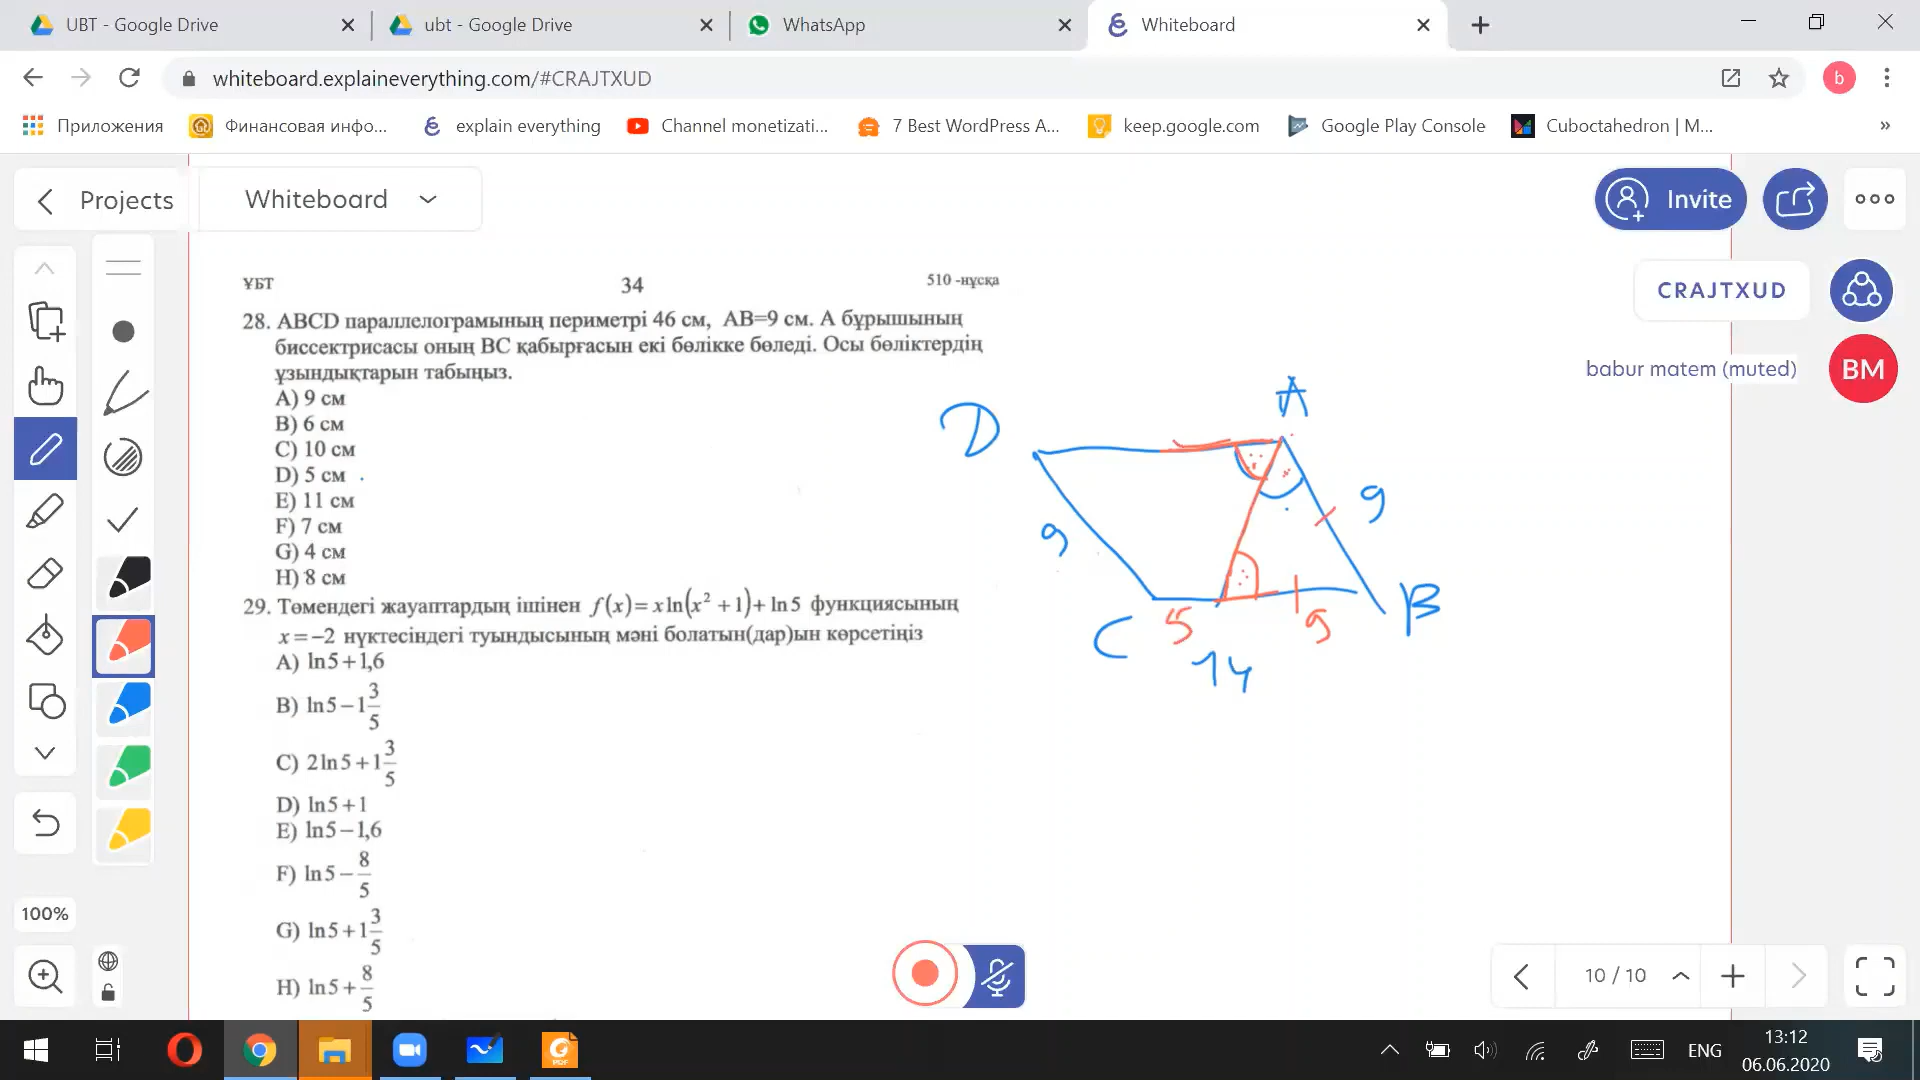 UBT - Google Drive
ubt - Google Drive
WhatsApp
Whiteboard
whiteboard.explaineverything.com/#CRAJTXUD
b
Приложения
Финансовая инфо...
explain everything
Channel monetizati...
7 Best WordPress A...
keep.google.com
Google Play Console
Cuboctahedron | M...
»
Projects
Whiteboard
Invite
CRAJTXUD
babur matem (muted)
BM
ҰБТ 34 510 -нұсқа
28. ABCD параллелограмының периметрі 46 см, AB=9 см. А бұрышының
биссектрисасы оның ВС қабырғасын екі бөлікке бөледі. Осы бөліктердің
ұзындықтарын табыңыз.
A) 9 см
B) 6 см
C) 10 см
D) 5 см
E) 11 см
F) 7 см
G) 4 см
H) 8 см
29. Төмендегі жауаптардың ішінен f(x)=xln(x²+1)+ln5 функциясының
x=−2 нүктесіндегі туындысының мәні болатын(дар)ын көрсетіңіз
A) ln5+1,6
B) ln5−1 3/5
C) 2ln5+1 3/5
D) ln5+1
E) ln5−1,6
F) ln5−8/5
G) ln5+1 3/5
H) ln5+8/5
D
A
9
9
C
5
9
B
14
100%
10 / 10
PDF
ENG
13:12
06.06.2020